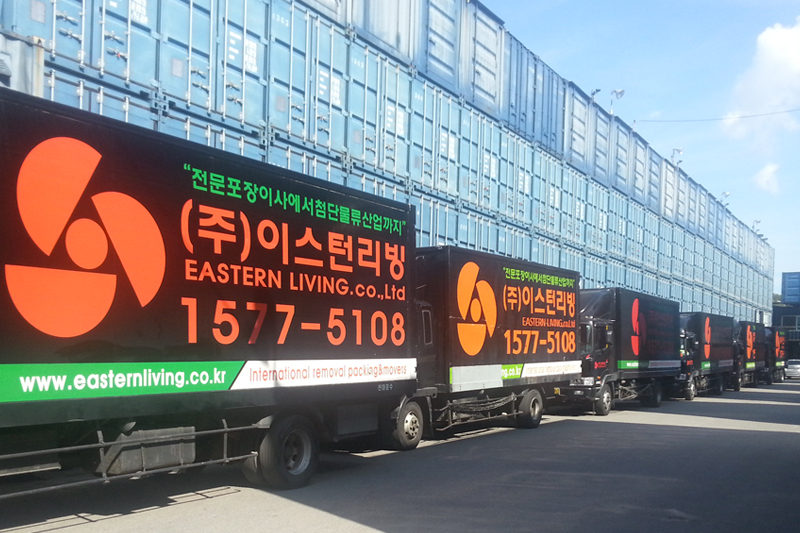 “전문포장이사에서첨단물류산업까지”
(주)이스턴리빙
EASTERN LIVING.co.,Ltd
1577-5108
www.easternliving.co.kr
International removal packing&movers
“전문포장이사에서첨단물류산업까지”
(주)이스턴리빙
EASTERN LIVING.co.,Ltd
1577-5108